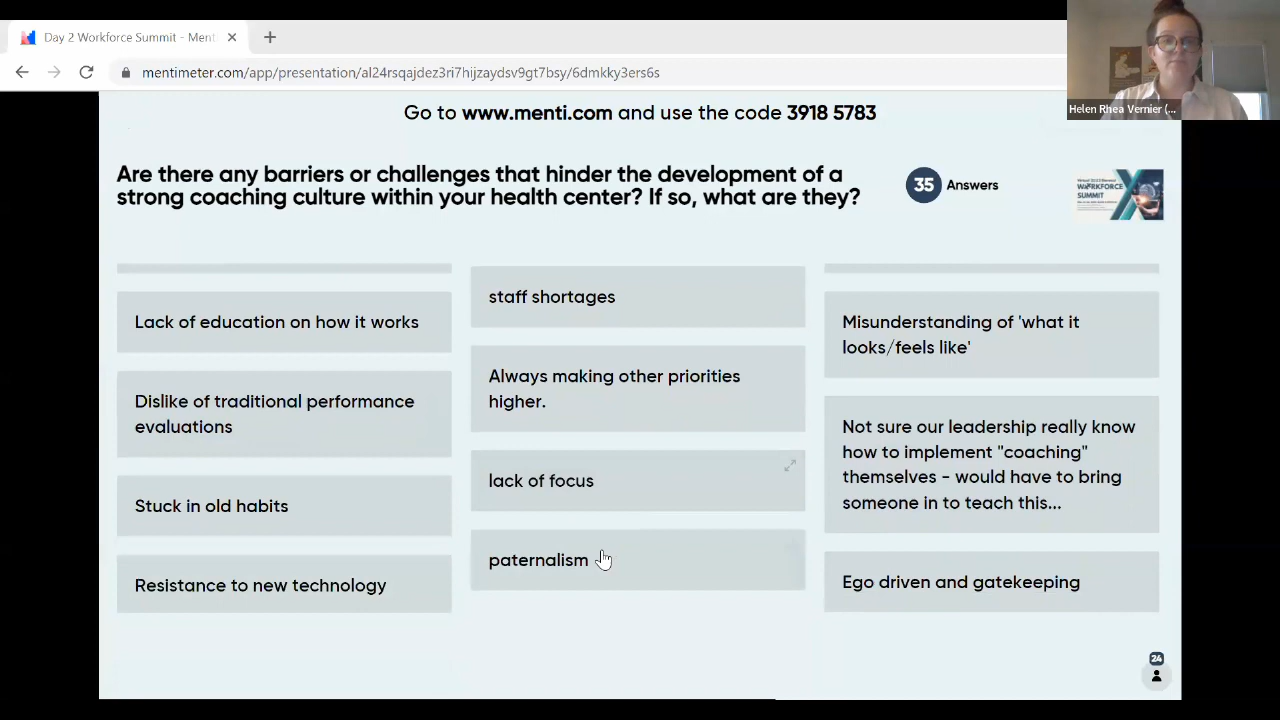 Day 2 Workforce Summit - Menti
mentimeter.com/app/presentation/al24rsqajdez3ri7hijzaydsv9gt7bsy/6dmkky3ers6s
Helen Rhea Vernier (...
Go to www.menti.com and use the code 3918 5783
Are there any barriers or challenges that hinder the development of a
strong coaching culture within your health center? If so, what are they?
35 Answers
WORKFORCE
SUMMIT
Lack of education on how it works
Dislike of traditional performance
evaluations
Stuck in old habits
Resistance to new technology
staff shortages
Always making other priorities
higher.
lack of focus
paternalism
Misunderstanding of 'what it
looks/feels like'
Not sure our leadership really know
how to implement "coaching"
themselves - would have to bring
someone in to teach this...
Ego driven and gatekeeping
24